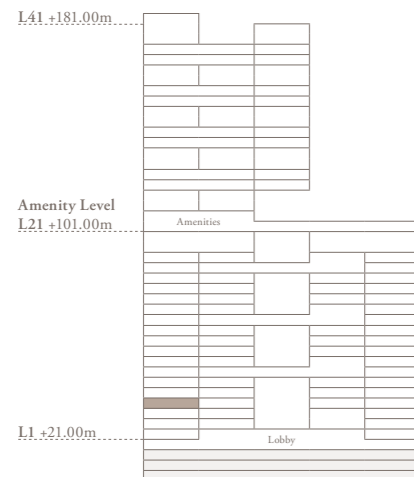 L41 +181.00m
Amenity Level
L21 +101.00m
Amenities
L1 +21.00m
Lobby